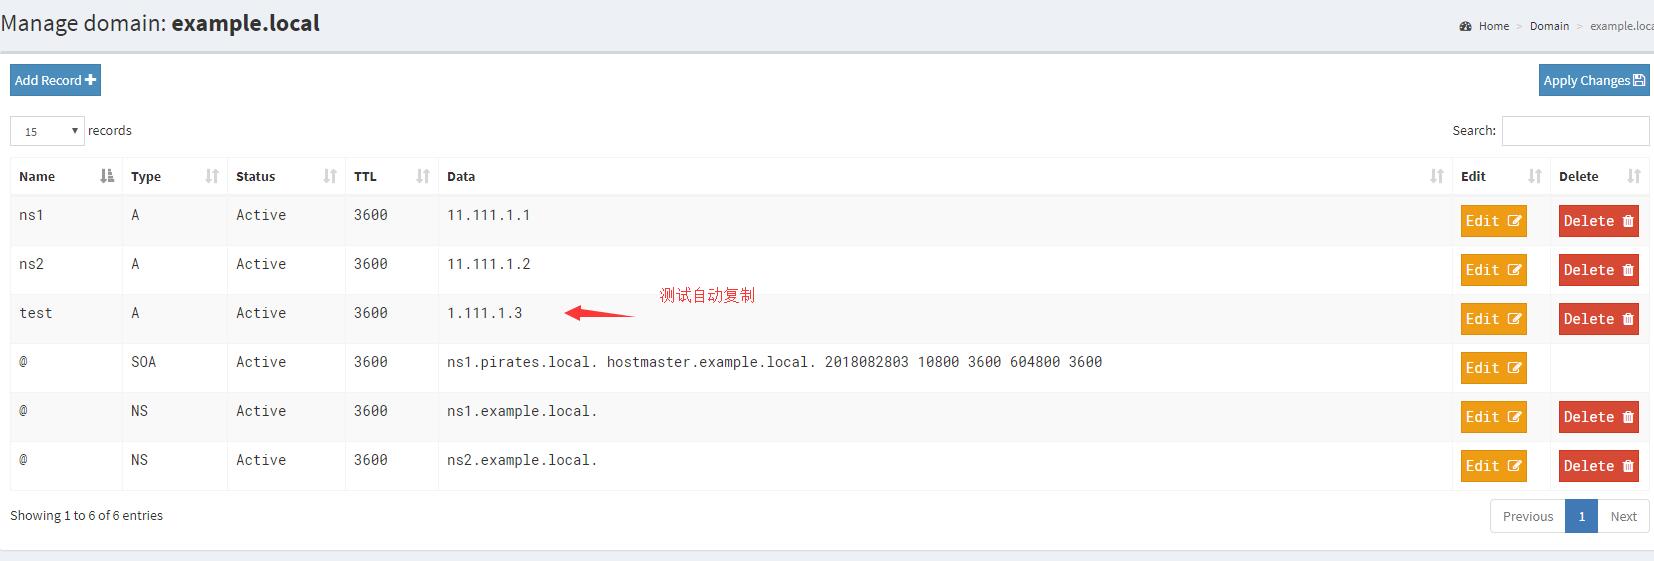 Manage domain: example.local
Home > Domain > example.loca
Add Record
Apply Changes
15 records
Search:
Name Type Status TTL Data Edit Delete
ns1 A Active 3600 11.111.1.1 Edit Delete
ns2 A Active 3600 11.111.1.2 Edit Delete
测试自动复制
test A Active 3600 1.111.1.3 Edit Delete
@ SOA Active 3600 ns1.pirates.local. hostmaster.example.local. 2018082803 10800 3600 604800 3600 Edit
@ NS Active 3600 ns1.example.local. Edit Delete
@ NS Active 3600 ns2.example.local. Edit Delete
Showing 1 to 6 of 6 entries
Previous 1 Next